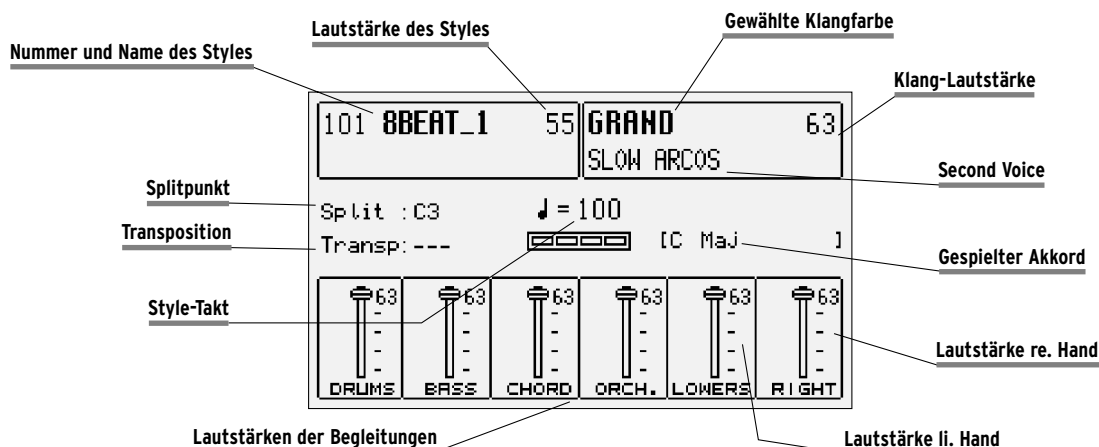 Nummer und Name des Styles
Lautstärke des Styles
Gewählte Klangfarbe
Klang-Lautstärke
101 8BEAT_1 55
GRAND 63
SLOW ARCOS
Second Voice
Splitpunkt
Split :C3
♩ = 100
Transposition
Transp:---
[C Maj ]
Gespielter Akkord
Style-Takt
63 63 63 63 63 63
Lautstärke re. Hand
DRUMS BASS CHORD ORCH. LOWERS RIGHT
Lautstärken der Begleitungen
Lautstärke li. Hand